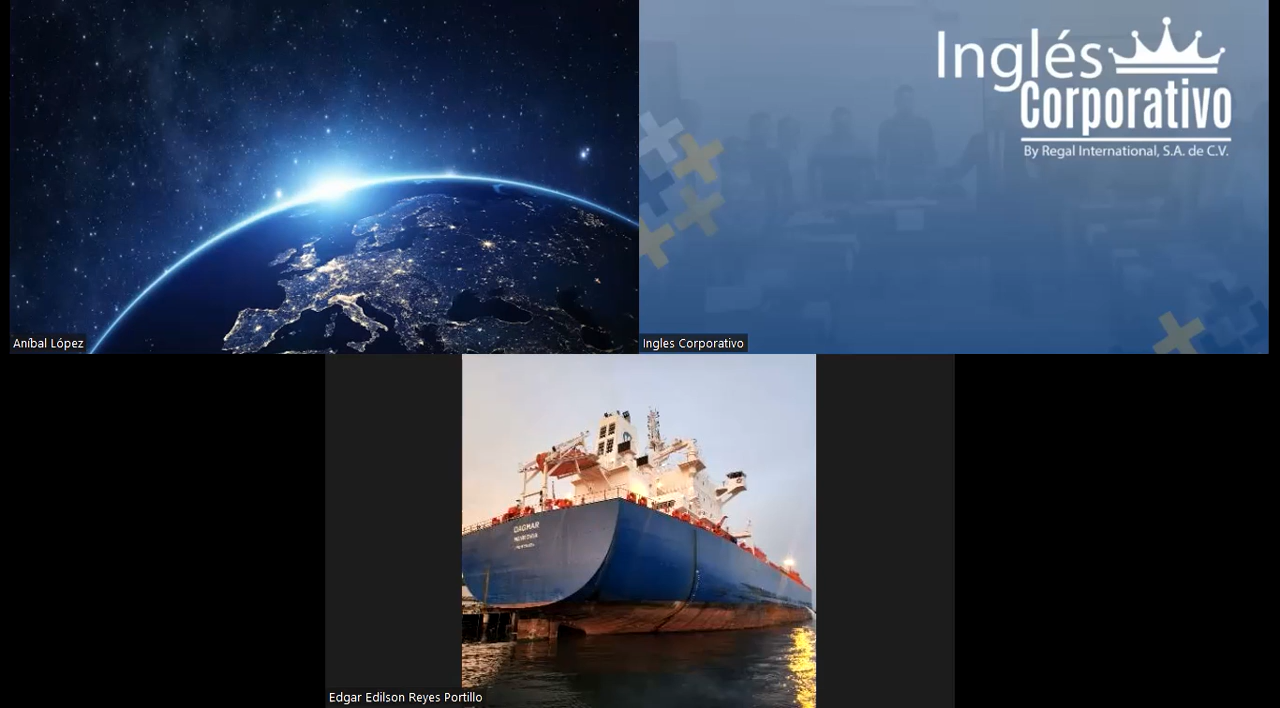 Inglés
Corporativo
By Regal International, S.A. de C.V.
Aníbal López
Ingles Corporativo
DAGMAR
Edgar Edilson Reyes Portillo